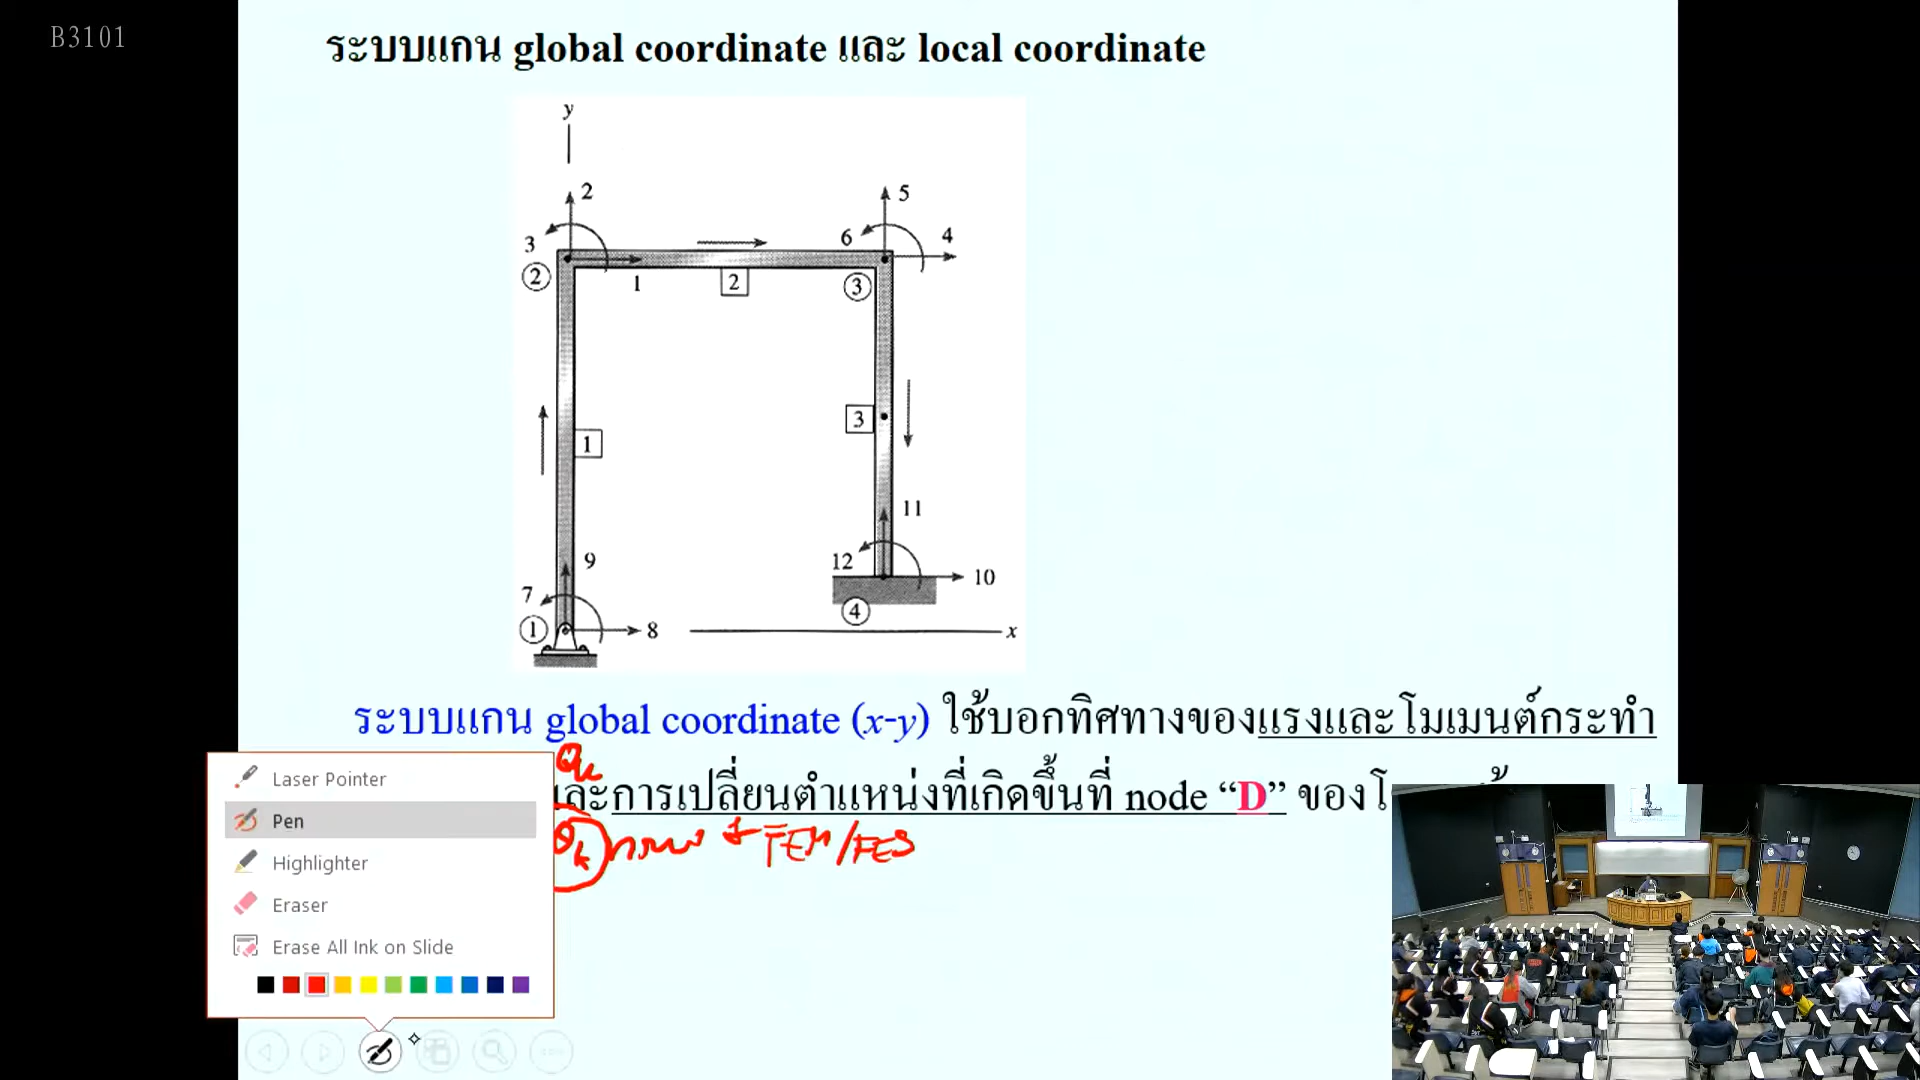 B3101
ระบบแกน global coordinate และ local coordinate
y
2
5
3
6
4
2
1
2
3
3
1
11
9
12
10
7
4
1
8
x
ระบบแกน global coordinate (x-y) ใช้บอกทิศทางของแรงและโมเมนต์กระทำ
Qk
และการเปลี่ยนตำแหน่งที่เกิดขึ้นที่ node “D” ของโ
Qk + FEM/FES
Laser Pointer
Pen
Highlighter
Eraser
Erase All Ink on Slide